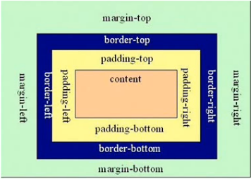 margin-top
border-top
padding-top
content
margin-left
border-left
padding-left
padding-right
border-right
margin-right
padding-bottom
border-bottom
margin-bottom